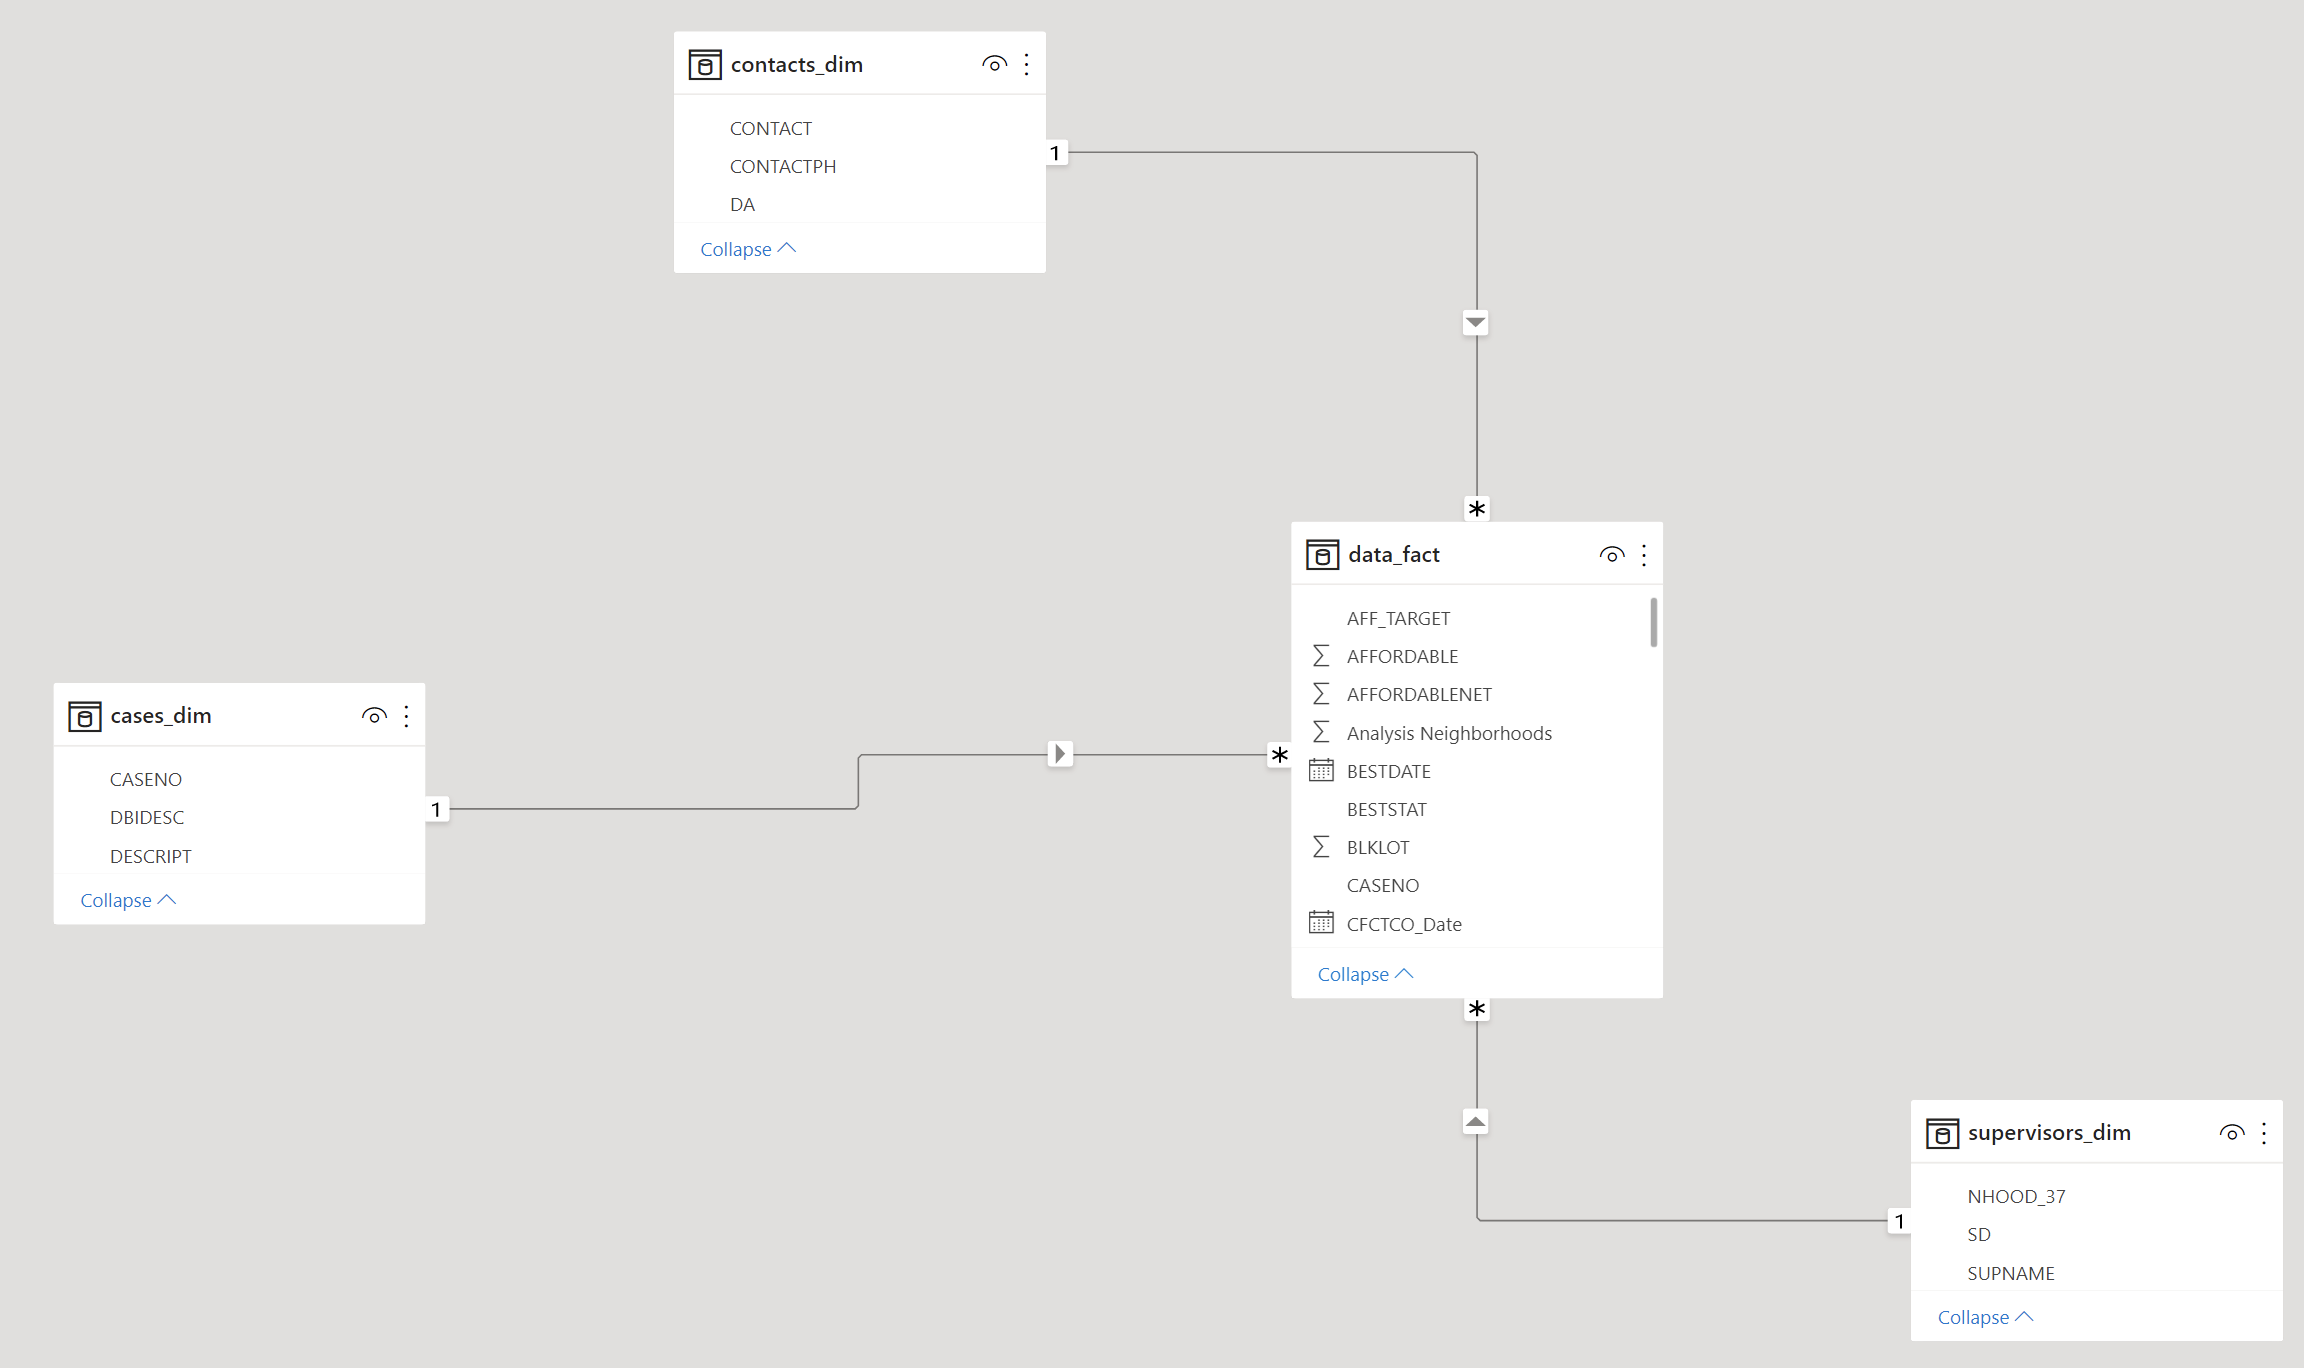 contacts_dim
CONTACT
CONTACTPH
DA
Collapse
1
*
data_fact
AFF_TARGET
AFFORDABLE
AFFORDABLENET
Analysis Neighborhoods
BESTDATE
BESTSTAT
BLKLOT
CASENO
CFCTCO_Date
Collapse
*
cases_dim
CASENO
DBIDESC
DESCRIPT
Collapse
1
*
supervisors_dim
NHOOD_37
SD
SUPNAME
Collapse
1